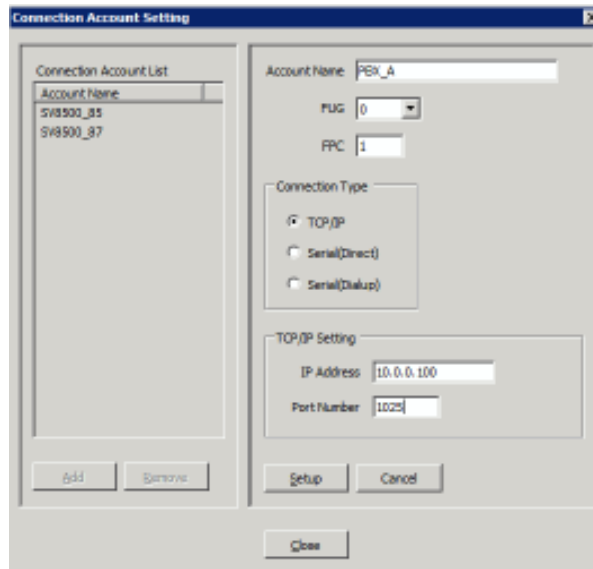 Connection Account Setting
Connection Account List
Account Name
SV8500_85
SV8500_87
Add
Remove
Account Name PBX_A
FUG 0
FPC 1
Connection Type
TCP/IP
Serial(Direct)
Serial(Dialup)
TCP/IP Setting
IP Address 10.0.0.100
Port Number 1025
Setup
Cancel
Close